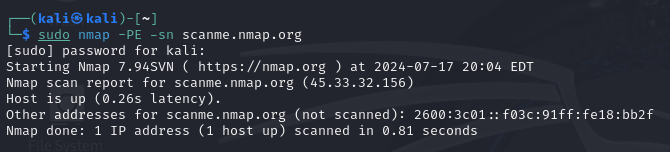 ┌──(kali㉿kali)-[~]
└─$ sudo nmap -PE -sn scanme.nmap.org
[sudo] password for kali:
Starting Nmap 7.94SVN ( https://nmap.org ) at 2024-07-17 20:04 EDT
Nmap scan report for scanme.nmap.org (45.33.32.156)
Host is up (0.26s latency).
Other addresses for scanme.nmap.org (not scanned): 2600:3c01::f03c:91ff:fe18:bb2f
Nmap done: 1 IP address (1 host up) scanned in 0.81 seconds
File System